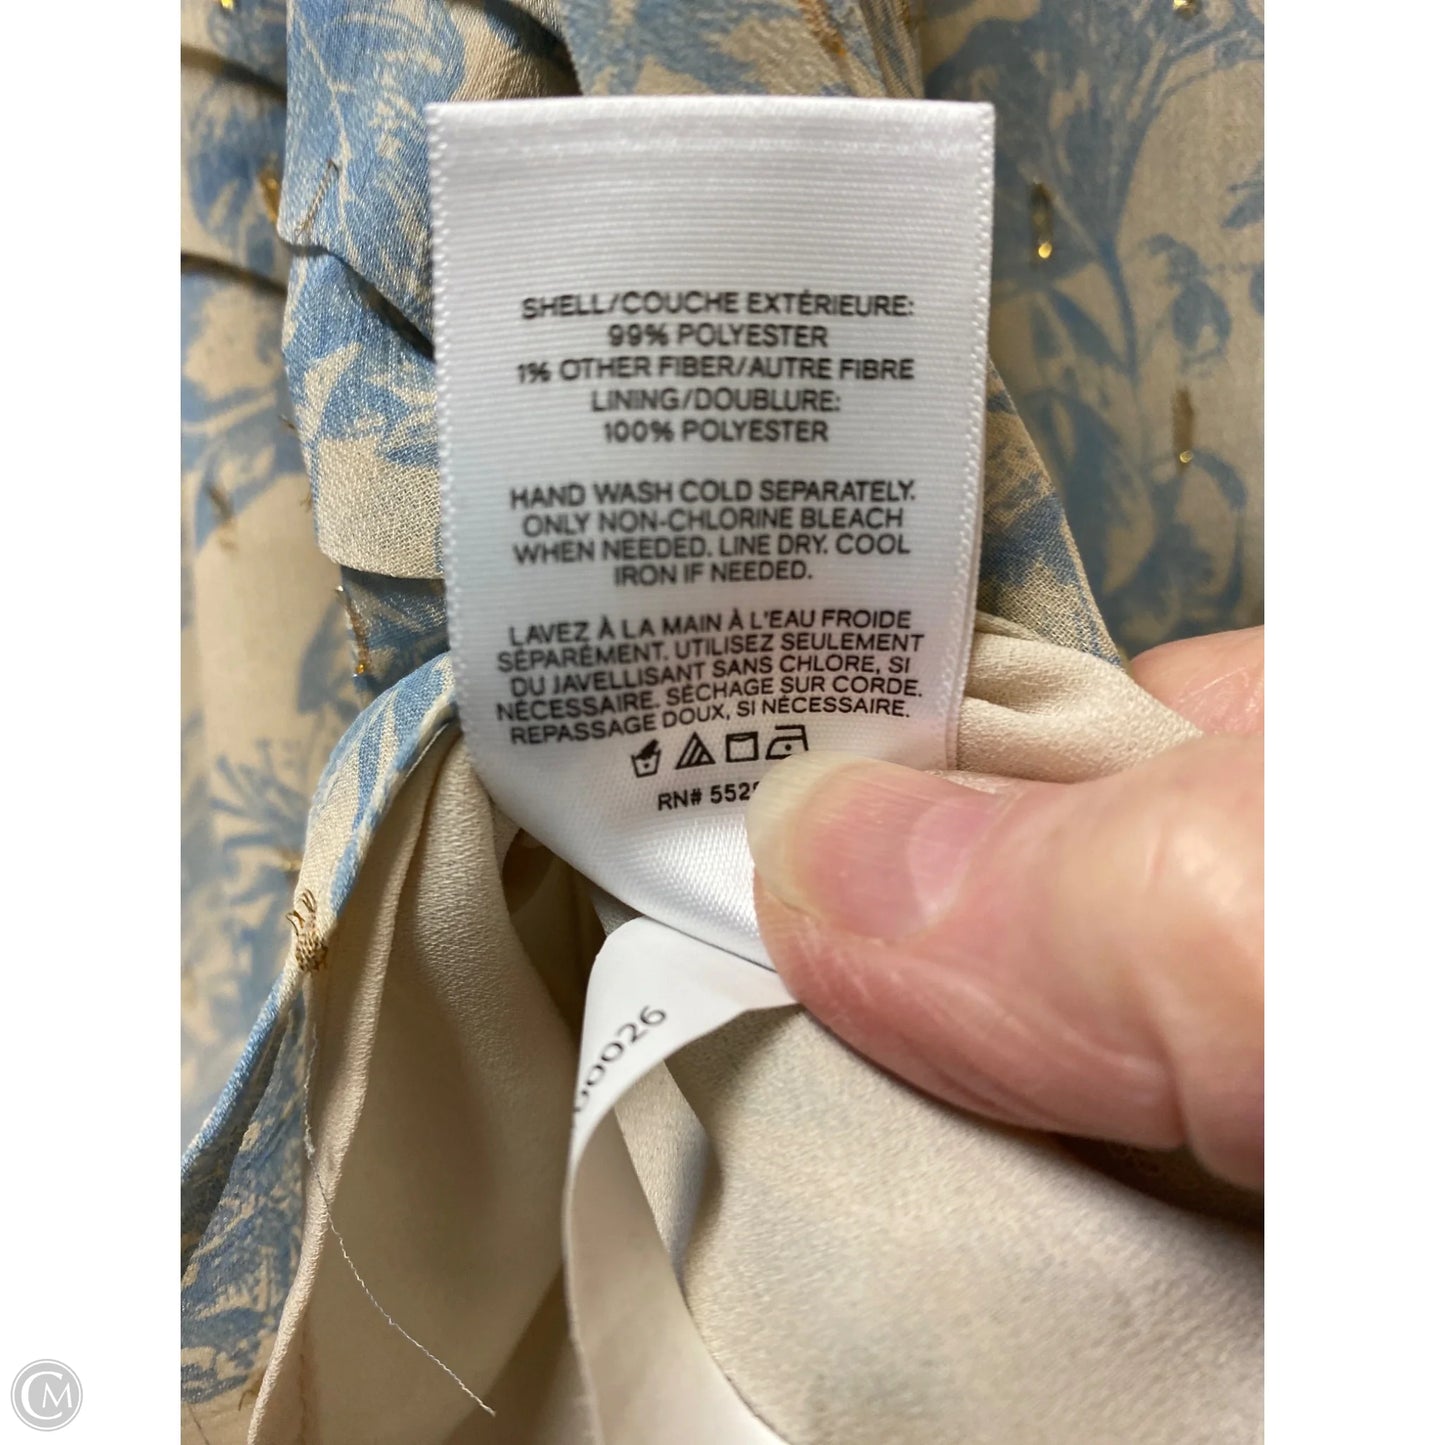 SHELL/COUCHE EXTÉRIEURE:
99% POLYESTER
1% OTHER FIBER/AUTRE FIBRE
LINING/DOUBLURE:
100% POLYESTER
HAND WASH COLD SEPARATELY.
ONLY NON-CHLORINE BLEACH
WHEN NEEDED. LINE DRY. COOL
IRON IF NEEDED.
LAVEZ À LA MAIN À L'EAU FROIDE
SÉPARÉMENT. UTILISEZ SEULEMENT
DU JAVELLISANT SANS CHLORE, SI
NÉCESSAIRE. SÉCHAGE SUR CORDE.
REPASSAGE DOUX, SI NÉCESSAIRE.
RN#
CM